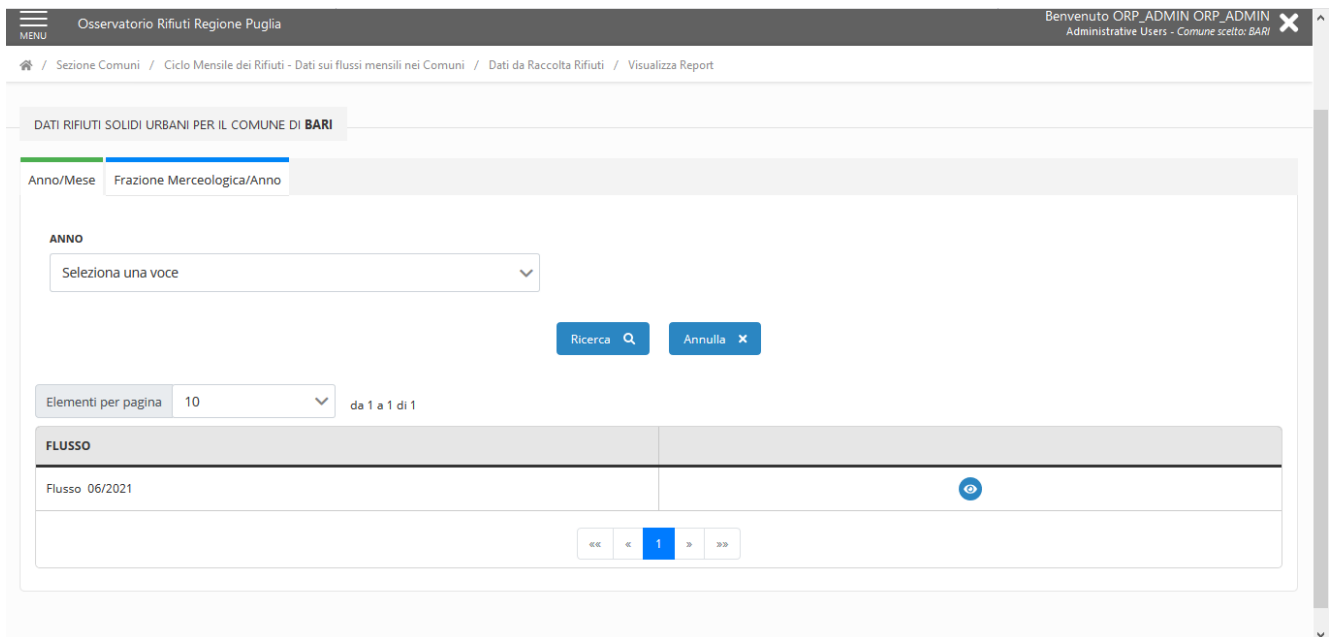 Benvenuto ORP_ADMIN ORP_ADMIN
MENU
Osservatorio Rifiuti Regione Puglia
Administrative Users - Comune scelto: BARI
/ Sezione Comuni / Ciclo Mensile dei Rifiuti - Dati sui flussi mensili nei Comuni / Dati da Raccolta Rifiuti / Visualizza Report
DATI RIFIUTI SOLIDI URBANI PER IL COMUNE DI BARI
Anno/Mese Frazione Merceologica/Anno
ANNO
Seleziona una voce
Ricerca Annulla
Elementi per pagina 10 da 1 a 1 di 1
FLUSSO
Flusso 06/2021
«« « 1 » »»